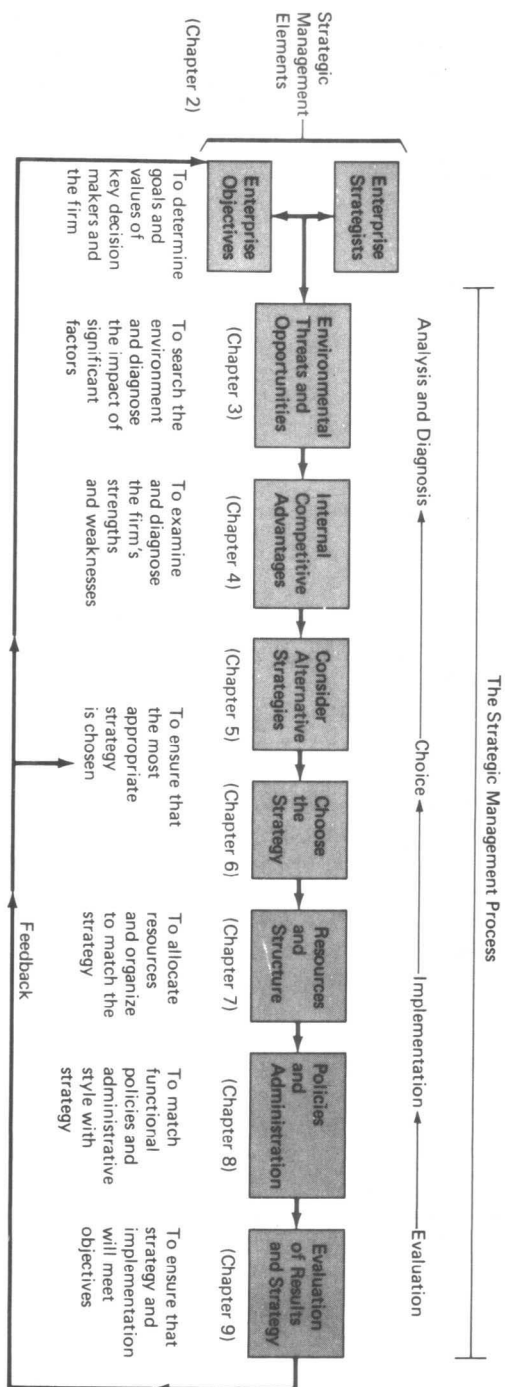 The Strategic Management Process
Analysis and Diagnosis
Choice
Implementation
Evaluation
Strategic
Management
Elements
(Chapter 2)
Enterprise
Strategists
Enterprise
Objectives
To determine
goals and
values of
key decision
makers and
the firm
Environmental
Threats and
Opportunities
(Chapter 3)
To search the
environment
and diagnose
the impact of
significant
factors
Internal
Competitive
Advantages
(Chapter 4)
To examine
and diagnose
the firm's
strengths
and weaknesses
Consider
Alternative
Strategies
(Chapter 5)
Choose
the
Strategy
(Chapter 6)
To ensure that
the most
appropriate
strategy
is chosen
Resources
and
Structure
(Chapter 7)
To allocate
resources
and organize
to match the
strategy
Policies
and
Administration
(Chapter 8)
To match
functional
policies and
administrative
style with
strategy
Evaluation
of Results
and Strategy
(Chapter 9)
To ensure that
strategy and
implementation
will meet
objectives
Feedback